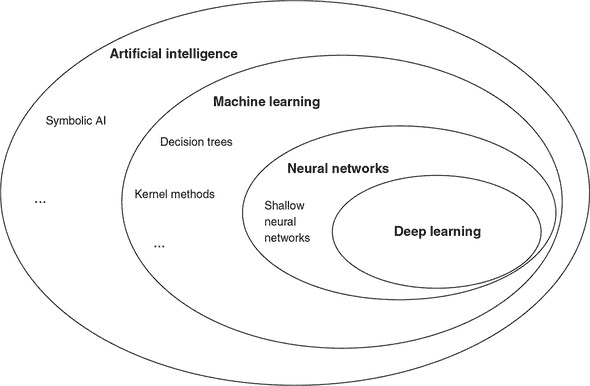 Artificial intelligence
Machine learning
Symbolic AI
Decision trees
Neural networks
Kernel methods
...
Shallow
neural
networks
Deep learning
...